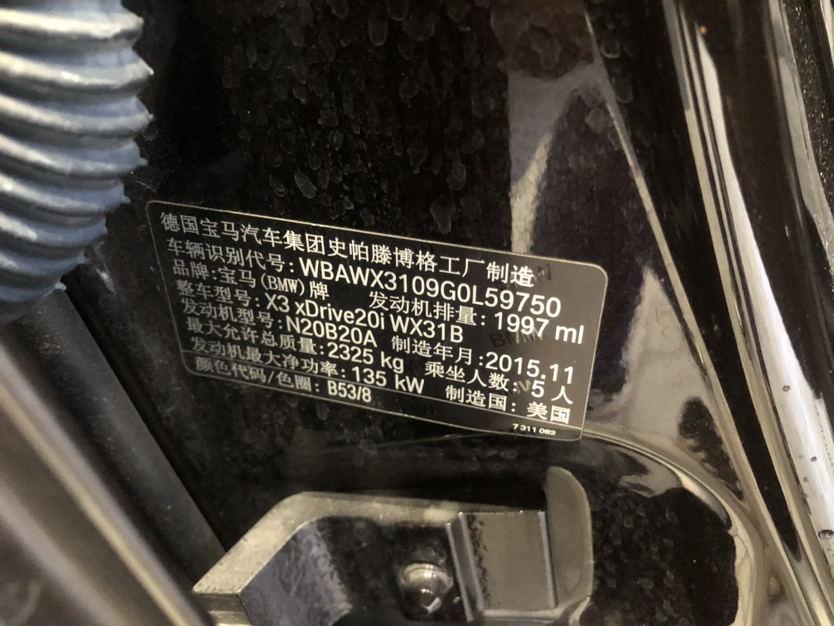 德国宝马汽车集团史帕滕博格工厂制造
车辆识别代号: WBAWX3109G0L59750
品牌: 宝马(BMW)牌 发动机排量: 1997 ml
整车型号: X3 xDrive20i WX31B
发动机型号: N20B20A 制造年月: 2015.11
最大允许总质量: 2325 kg 乘坐人数: 5 人
发动机最大净功率: 135 kW 制造国: 美国
颜色代码/色圈: B53/8
7 311 082